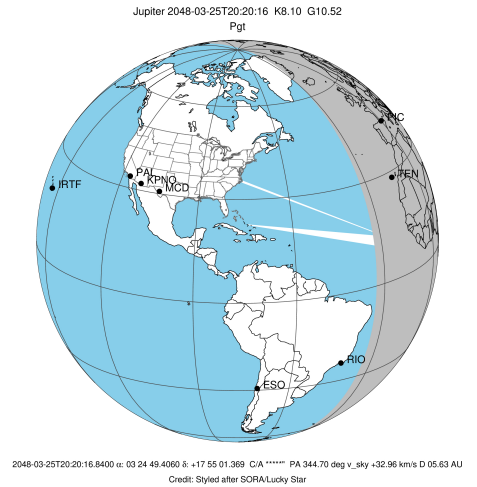 Jupiter 2048-03-25T20:20:16 K8.10 G10.52
Pgt
PIC
TEN
IRTF
PAL
KPNO
MCD
RIO
ESO
2048-03-25T20:20:16.8400 α: 03 24 49.4060 δ: +17 55 01.369 C/A *****" PA 344.70 deg v_sky +32.96 km/s D 05.63 AU
Credit: Styled after SORA/Lucky Star